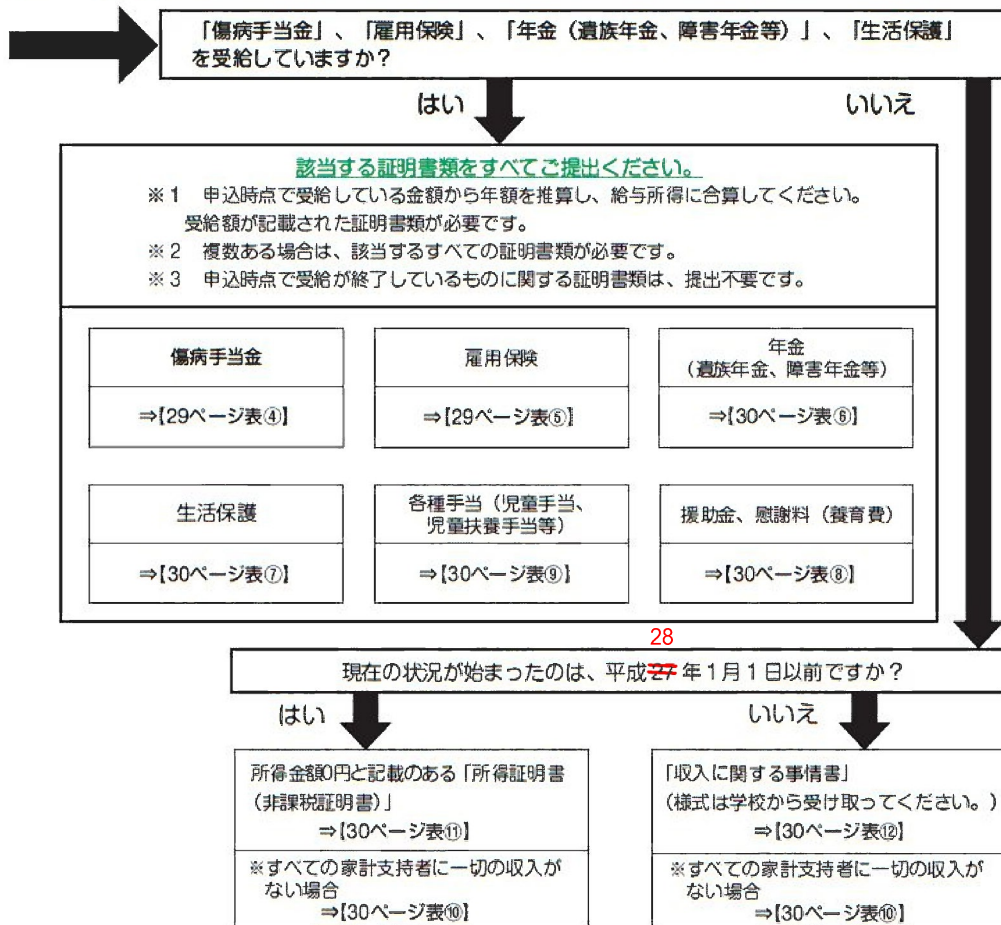 「傷病手当金」、「雇用保険」、「年金（遺族年金、障害年金等）」、「生活保護」
を受給していますか？
はい
いいえ
該当する証明書類をすべてご提出ください。
※１　申込時点で受給している金額から年額を推算し、給与所得に合算してください。
受給額が記載された証明書類が必要です。
※２　複数ある場合は、該当するすべての証明書類が必要です。
※３　申込時点で受給が終了しているものに関する証明書類は、提出不要です。
傷病手当金
⇒【29ページ表④】
雇用保険
⇒【29ページ表⑤】
年金
（遺族年金、障害年金等）
⇒【30ページ表⑥】
生活保護
⇒【30ページ表⑦】
各種手当（児童手当、
児童扶養手当等）
⇒【30ページ表⑨】
援助金、慰謝料（養育費）
⇒【30ページ表⑧】
28
現在の状況が始まったのは、平成27年１月１日以前ですか？
はい
いいえ
所得金額0円と記載のある「所得証明書
（非課税証明書）」
⇒【30ページ表⑪】
※すべての家計支持者に一切の収入が
ない場合
⇒【30ページ表⑩】
「収入に関する事情書」
（様式は学校から受け取ってください。）
⇒【30ページ表⑫】
※すべての家計支持者に一切の収入が
ない場合
⇒【30ページ表⑩】